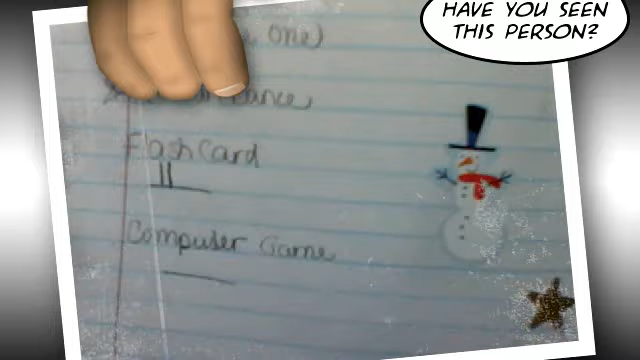 HAVE YOU SEEN
THIS PERSON?
One)
Flash Card
Computer Game